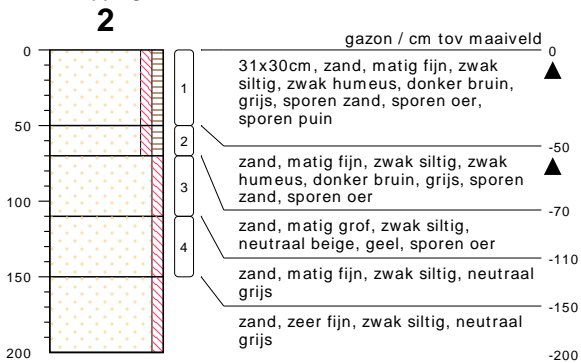 2
gazon / cm tov maaiveld
0
0
31x30cm, zand, matig fijn, zwak
siltig, zwak humeus, donker bruin,
grijs, sporen zand, sporen oer,
sporen puin
1
50
-50
2
zand, matig fijn, zwak siltig, zwak
humeus, donker bruin, grijs, sporen
zand, sporen oer
-70
3
100
zand, matig grof, zwak siltig,
neutraal beige, geel, sporen oer
-110
4
zand, matig fijn, zwak siltig, neutraal
grijs
150
-150
zand, zeer fijn, zwak siltig, neutraal
grijs
200
-200